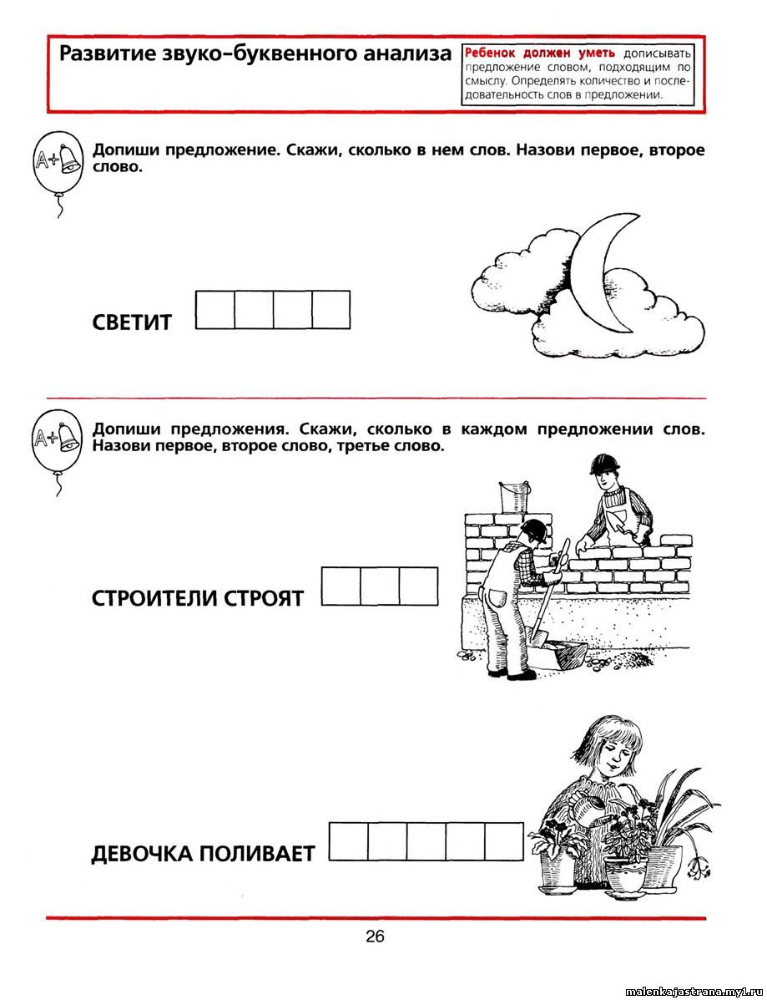 Развитие звуко-буквенного анализа
Ребенок должен уметь дописывать
предложение словом, подходящим по
смыслу. Определять количество и после-
довательность слов в предложении.
А+
Допиши предложение. Скажи, сколько в нем слов. Назови первое, второе
слово.
СВЕТИТ
А+
Допиши предложения. Скажи, сколько в каждом предложении слов.
Назови первое, второе слово, третье слово.
СТРОИТЕЛИ СТРОЯТ
ДЕВОЧКА ПОЛИВАЕТ
26
malenkajastrana.my1.ru